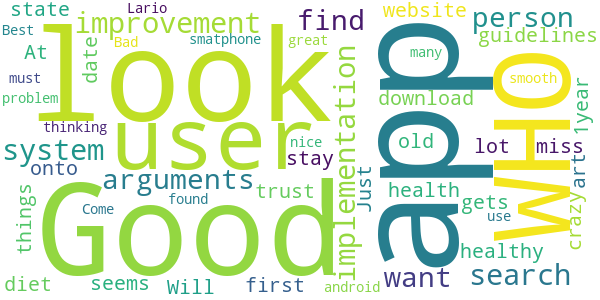 state
Lario
improvement
find
website
person
Best
At
date
Bad
smatphone
great
look
app
WHO
guidelines
many
smooth
must
problem
thinking
user
implementation
download
1year
system
onto
arguments
nice
stay
Just
old
lot
miss
art
things
Good
trust
found
Come
health
gets
use
crazy
healthy
diet
seems
Will
first
android
want
search